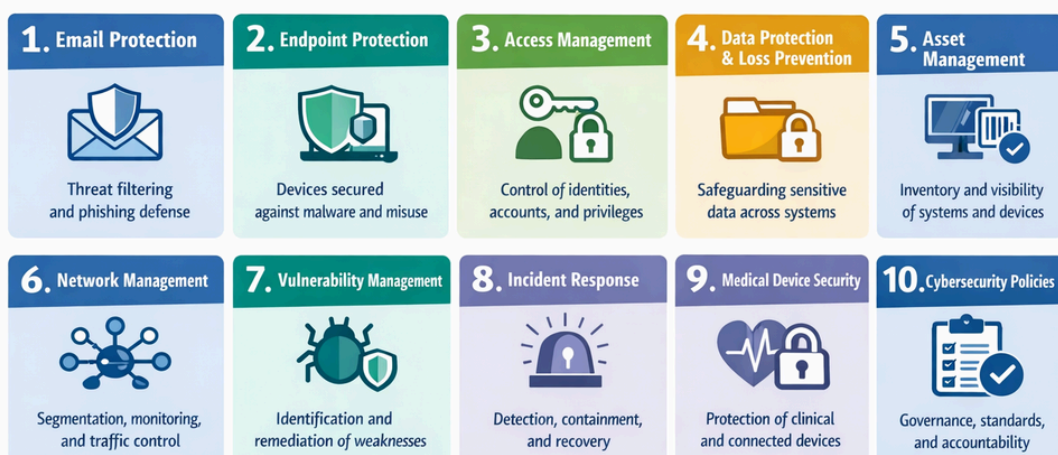 1. Email Protection
Threat filtering
and phishing defense
2. Endpoint Protection
Devices secured
against malware and misuse
3. Access Management
Control of identities,
accounts, and privileges
4. Data Protection
& Loss Prevention
Safeguarding sensitive
data across systems
5. Asset
Management
Inventory and visibility
of systems and devices
6. Network Management
Segmentation, monitoring,
and traffic control
7. Vulnerability Management
Identification and
remediation of weaknesses
8. Incident Response
Detection, containment,
and recovery
9. Medical Device Security
Protection of clinical
and connected devices
10. Cybersecurity Policies
Governance, standards,
and accountability